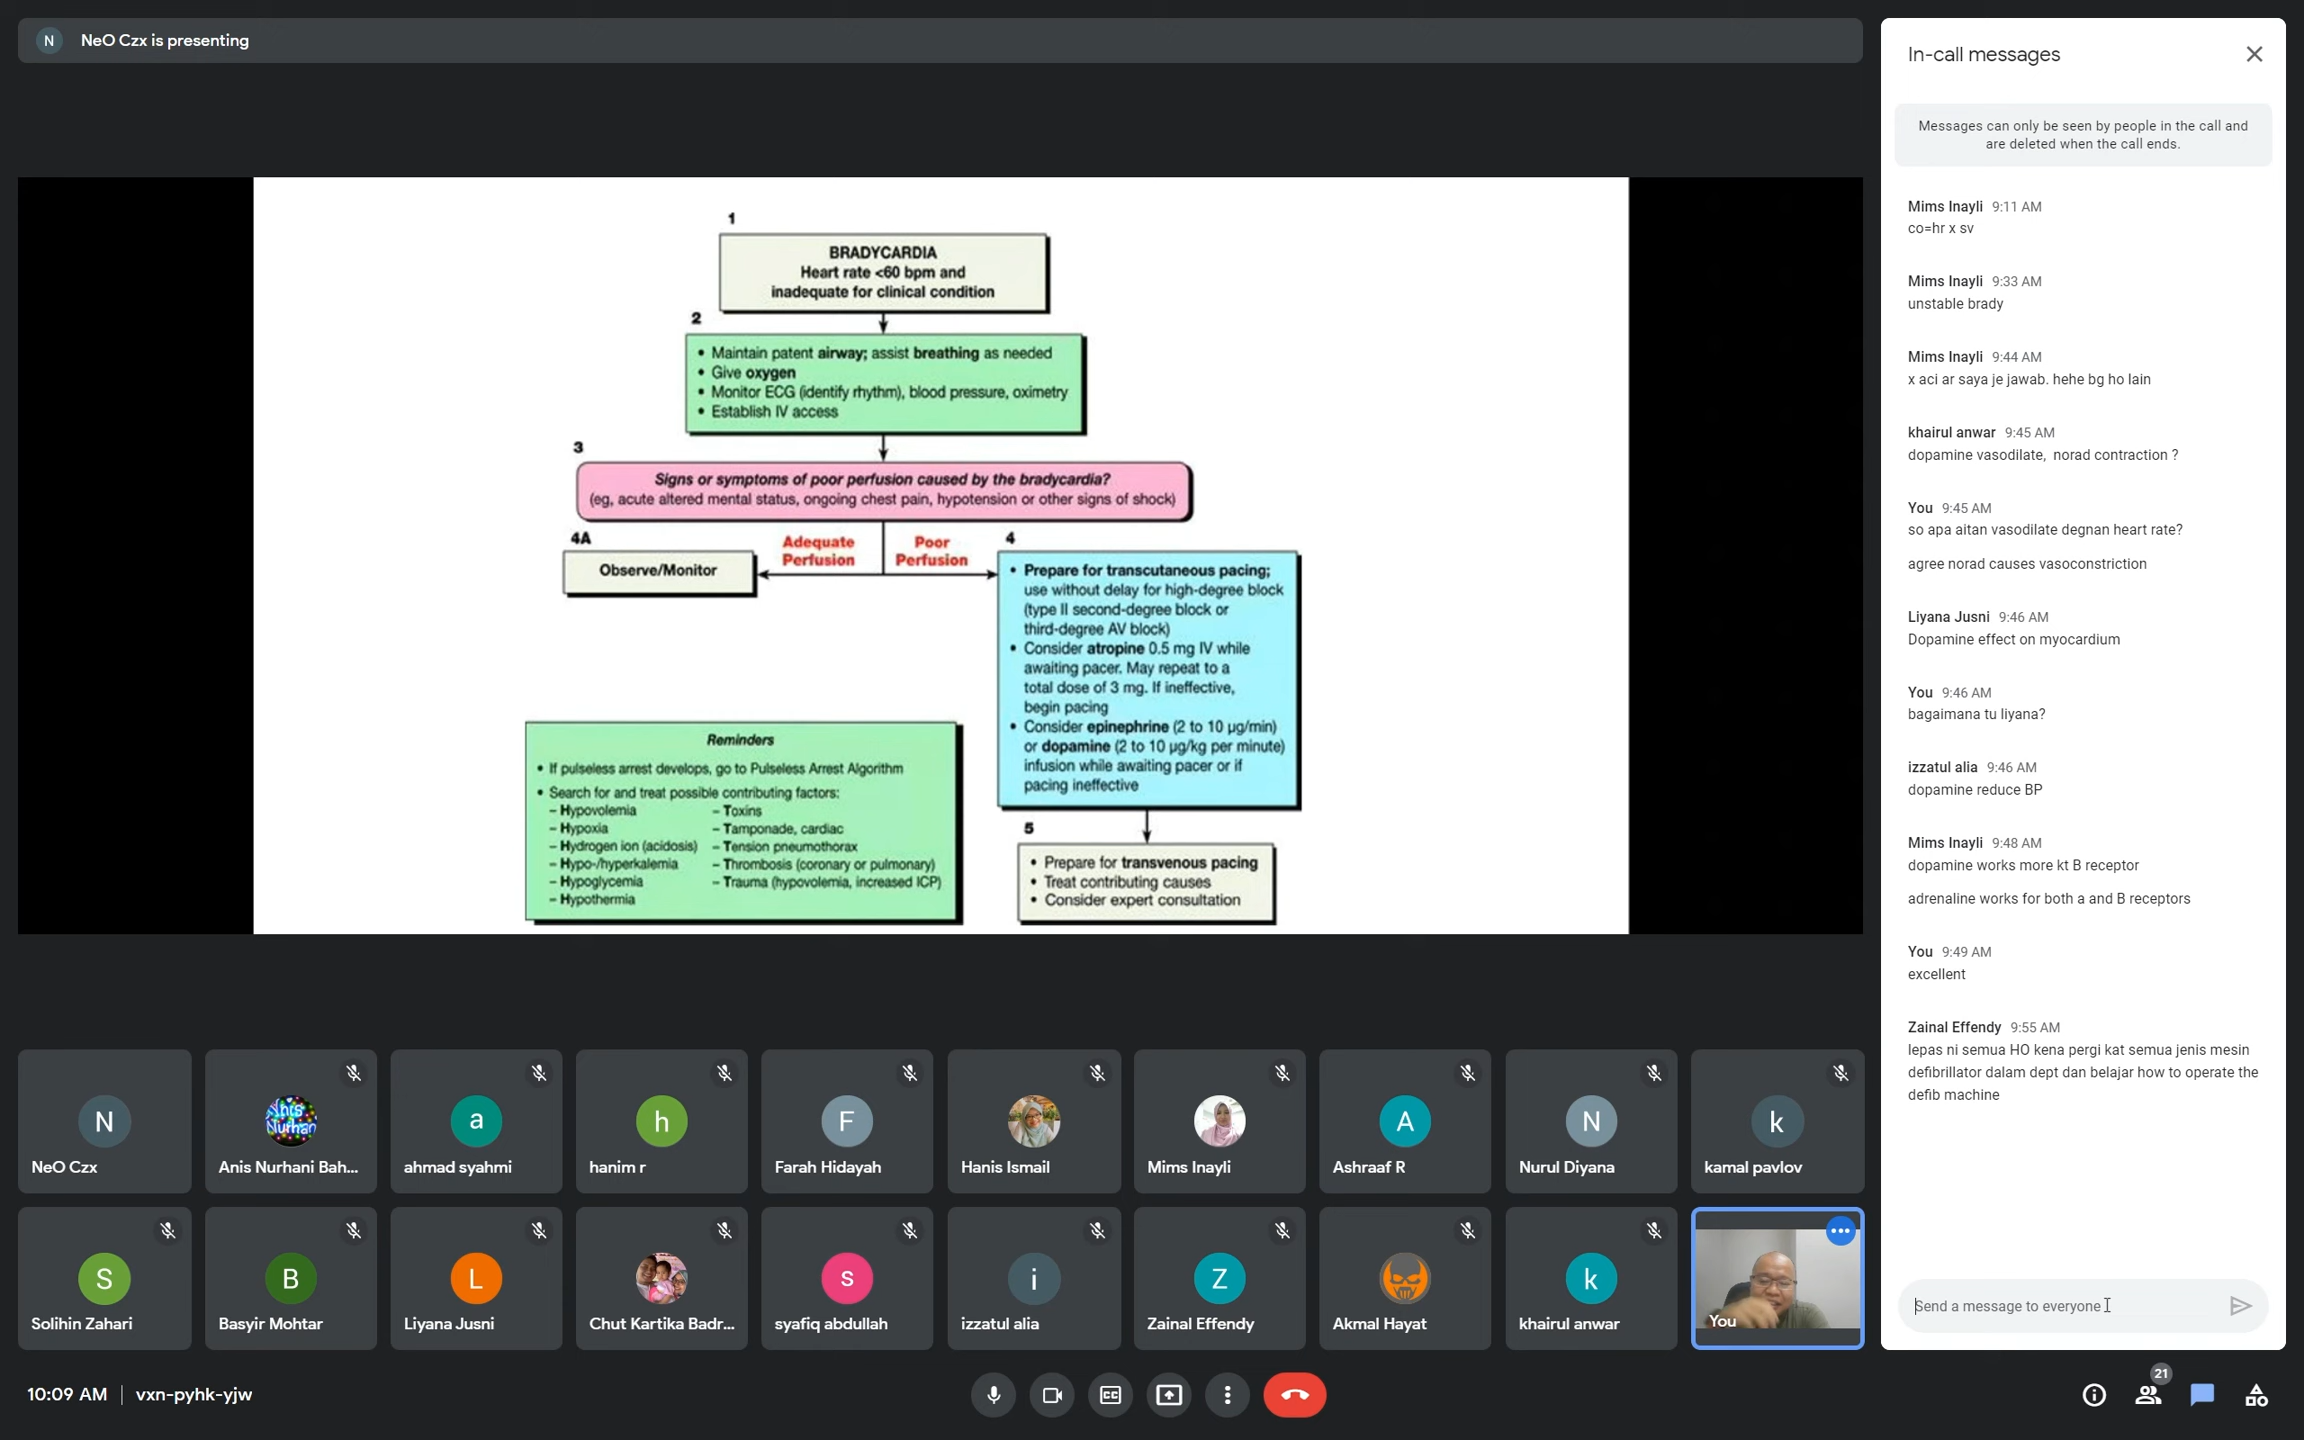 N
NeO Czx is presenting
1
BRADYCARDIA
Heart rate <60 bpm and
inadequate for clinical condition
2
• Maintain patent airway; assist breathing as needed
• Give oxygen
• Monitor ECG (identify rhythm), blood pressure, oximetry
• Establish IV access
3
Signs or symptoms of poor perfusion caused by the bradycardia?
(eg, acute altered mental status, ongoing chest pain, hypotension or other signs of shock)
4A
Adequate
Perfusion
Poor
Perfusion
4
Observe/Monitor
• Prepare for transcutaneous pacing;
use without delay for high-degree block
(type II second-degree block or
third-degree AV block)
• Consider atropine 0.5 mg IV while
awaiting pacer. May repeat to a
total dose of 3 mg. If ineffective,
begin pacing
• Consider epinephrine (2 to 10 µg/min)
or dopamine (2 to 10 µg/kg per minute)
infusion while awaiting pacer or if
pacing ineffective
Reminders
• If pulseless arrest develops, go to Pulseless Arrest Algorithm
• Search for and treat possible contributing factors:
– Hypovolemia
– Hypoxia
– Hydrogen ion (acidosis)
– Hypo-/hyperkalemia
– Hypoglycemia
– Hypothermia
– Toxins
– Tamponade, cardiac
– Tension pneumothorax
– Thrombosis (coronary or pulmonary)
– Trauma (hypovolemia, increased ICP)
5
• Prepare for transvenous pacing
• Treat contributing causes
• Consider expert consultation
N
NeO Czx
Nhis
Nurhan
Anis Nurhani Bah...
a
ahmad syahmi
h
hanim r
F
Farah Hidayah
Hanis Ismail
Mims Inayli
A
Ashraaf R
N
Nurul Diyana
k
kamal pavlov
S
Solihin Zahari
B
Basyir Mohtar
L
Liyana Jusni
Chut Kartika Badr...
s
syafiq abdullah
i
izzatul alia
Z
Zainal Effendy
Akmal Hayat
k
khairul anwar
You
10:09 AM | vxn-pyhk-yjw
CC
21
In-call messages
Messages can only be seen by people in the call and
are deleted when the call ends.
Mims Inayli 9:11 AM
co=hr x sv
Mims Inayli 9:33 AM
unstable brady
Mims Inayli 9:44 AM
x aci ar saya je jawab. hehe bg ho lain
khairul anwar 9:45 AM
dopamine vasodilate, norad contraction ?
You 9:45 AM
so apa aitan vasodilate degnan heart rate?
agree norad causes vasoconstriction
Liyana Jusni 9:46 AM
Dopamine effect on myocardium
You 9:46 AM
bagaimana tu liyana?
izzatul alia 9:46 AM
dopamine reduce BP
Mims Inayli 9:48 AM
dopamine works more kt B receptor
adrenaline works for both a and B receptors
You 9:49 AM
excellent
Zainal Effendy 9:55 AM
lepas ni semua HO kena pergi kat semua jenis mesin
defibrillator dalam dept dan belajar how to operate the
defib machine
Send a message to everyone